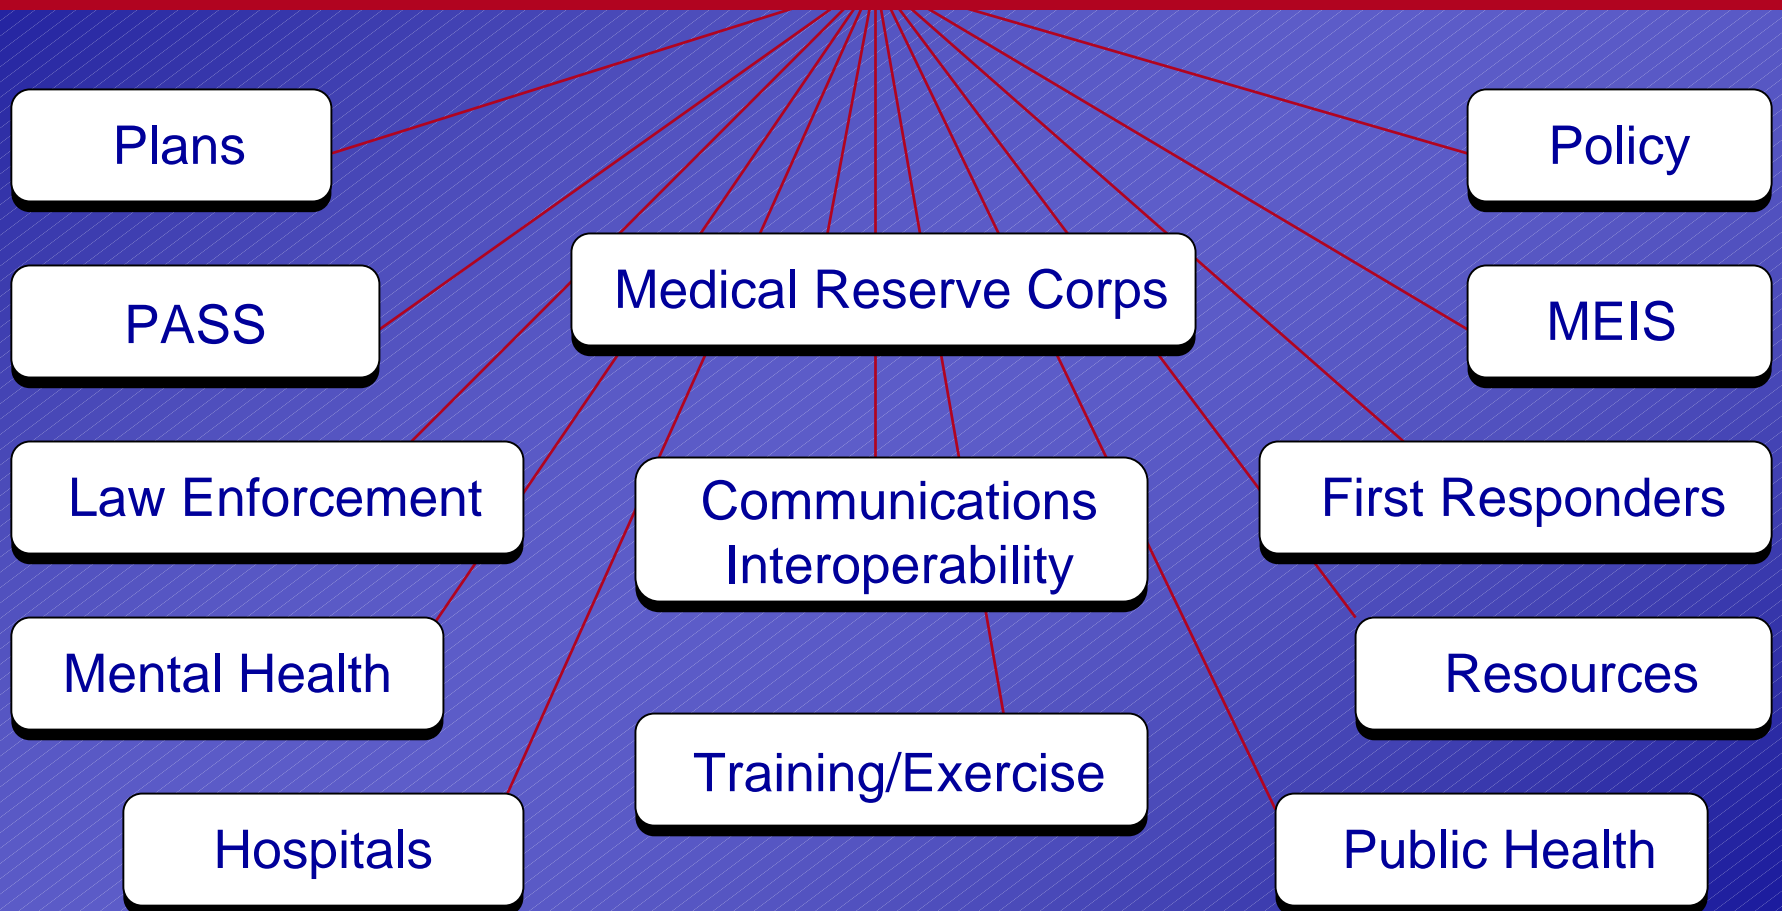 Plans
Policy
Medical Reserve Corps
PASS
MEIS
Law Enforcement
Communications
Interoperability
First Responders
Mental Health
Resources
Training/Exercise
Hospitals
Public Health